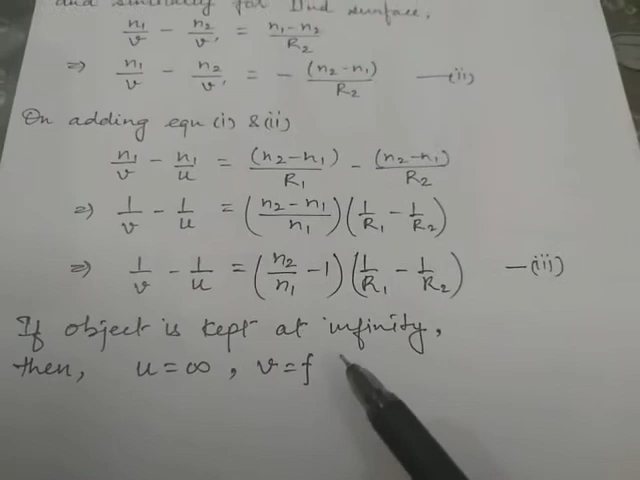 and similarly for IInd surface,
n₁/v - n₂/v' = (n₁-n₂)/R₂
⇒ n₁/v - n₂/v' = - (n₂-n₁)/R₂ —(ii)
On adding equn (i) & (ii)
n₁/v - n₁/u = (n₂-n₁)/R₁ - (n₂-n₁)/R₂
⇒ 1/v - 1/u = ((n₂-n₁)/n₁)(1/R₁ - 1/R₂)
⇒ 1/v - 1/u = (n₂/n₁ - 1)(1/R₁ - 1/R₂) —(iii)
If object is kept at infinity,
then, u = ∞, v = f